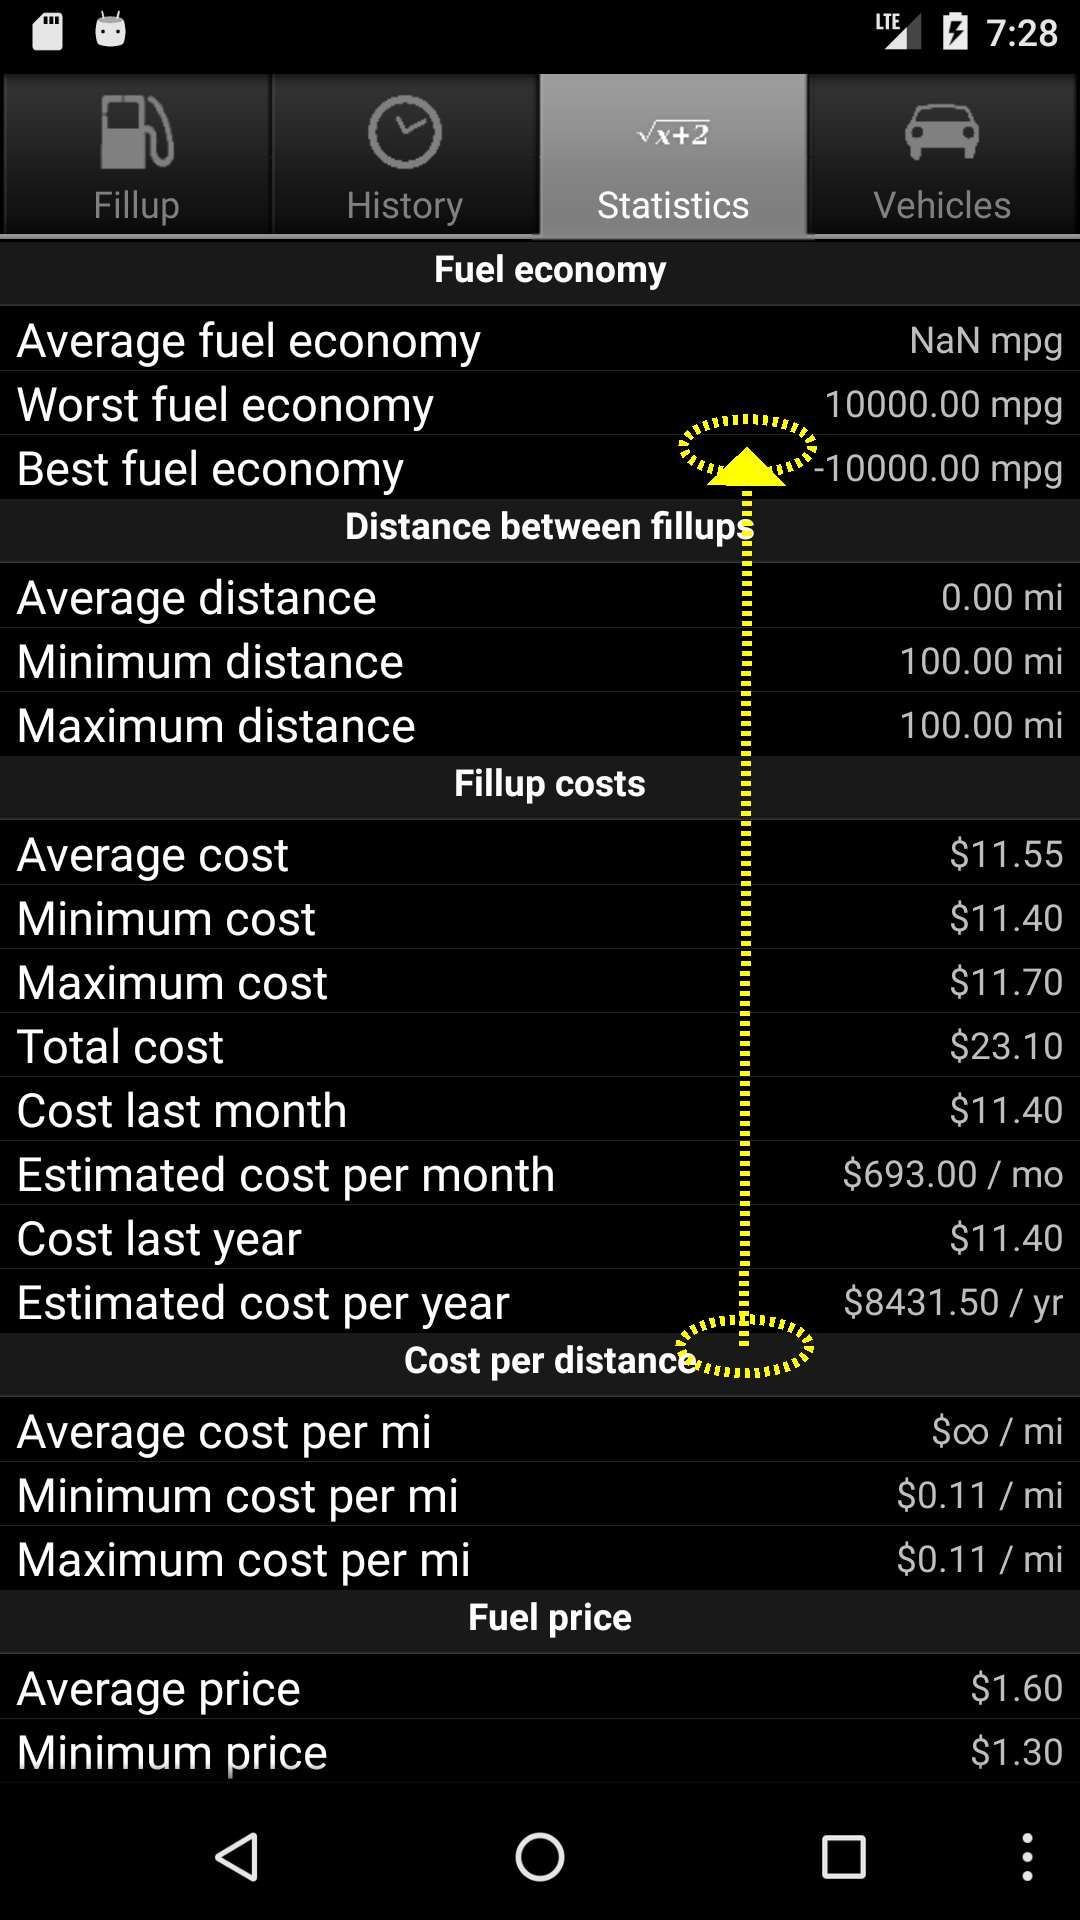 LTE 7:28
√x+2
Fillup History Statistics Vehicles
Fuel economy
Average fuel economy NaN mpg
Worst fuel economy 10000.00 mpg
Best fuel economy -10000.00 mpg
Distance between fillups
Average distance 0.00 mi
Minimum distance 100.00 mi
Maximum distance 100.00 mi
Fillup costs
Average cost $11.55
Minimum cost $11.40
Maximum cost $11.70
Total cost $23.10
Cost last month $11.40
Estimated cost per month $693.00 / mo
Cost last year $11.40
Estimated cost per year $8431.50 / yr
Cost per distance
Average cost per mi $∞ / mi
Minimum cost per mi $0.11 / mi
Maximum cost per mi $0.11 / mi
Fuel price
Average price $1.60
Minimum price $1.30